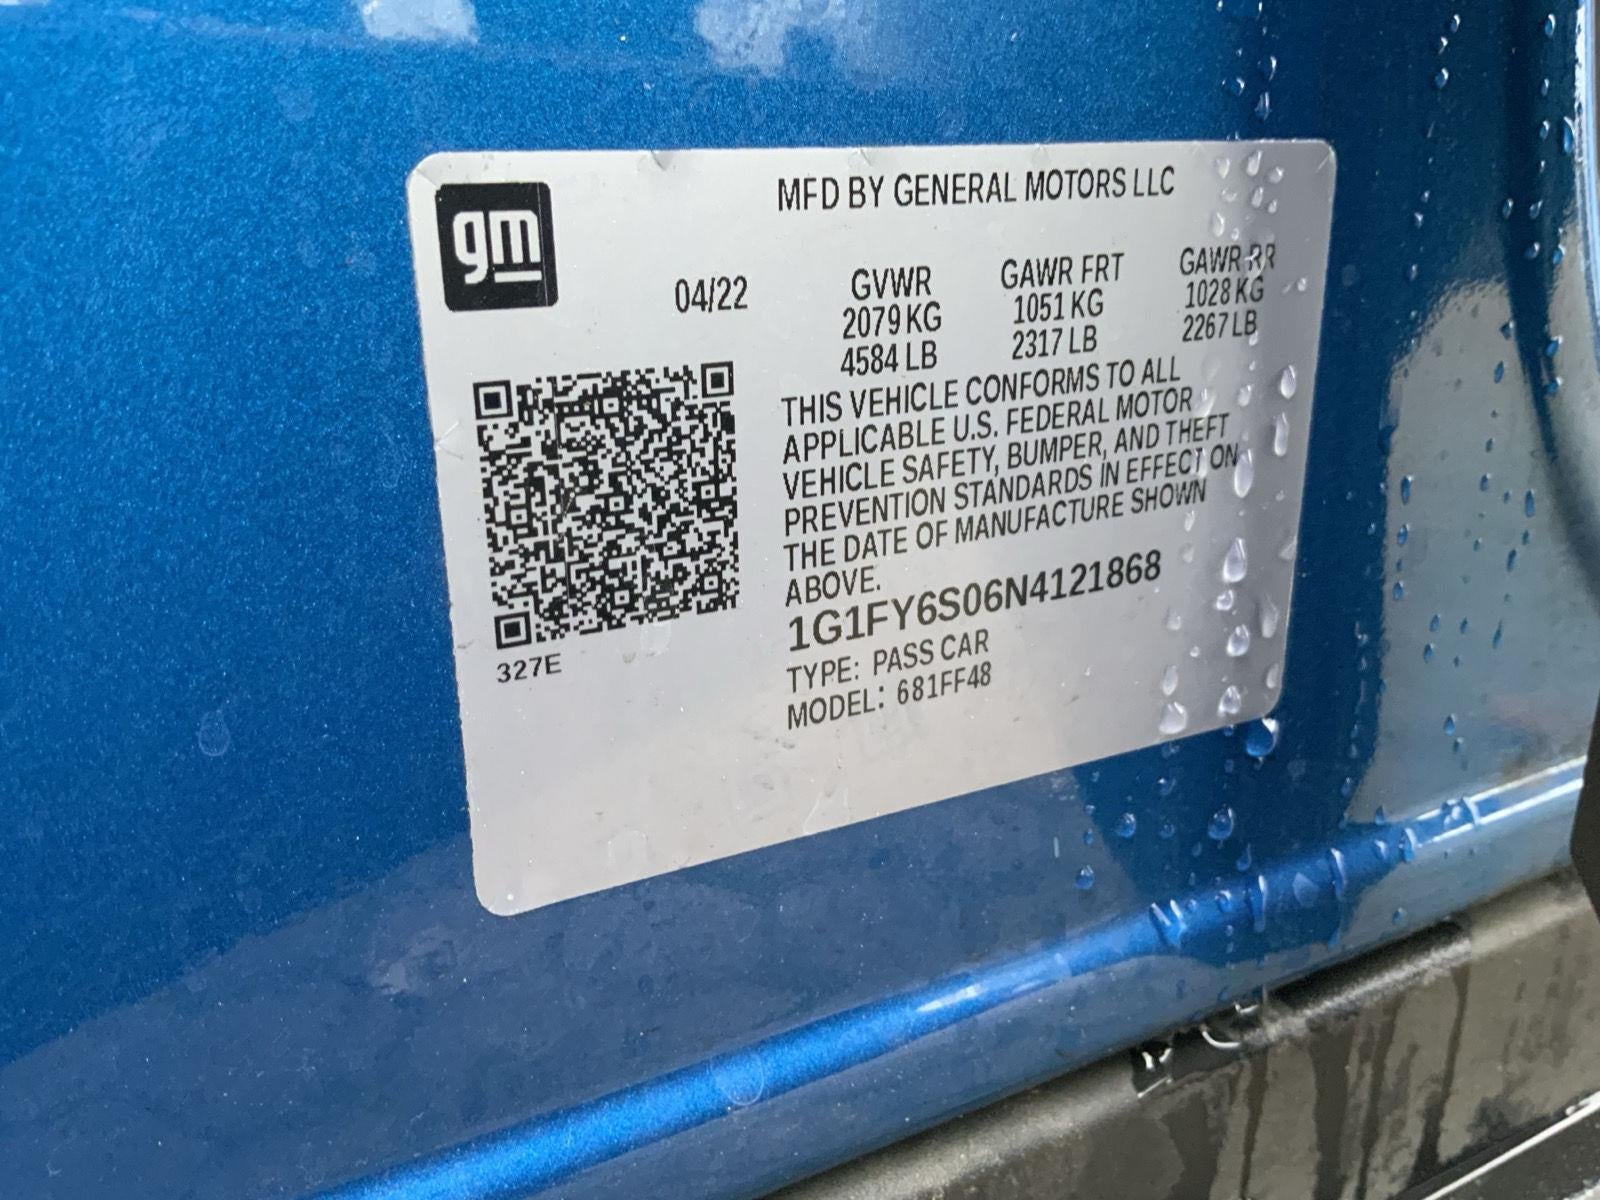 gm
MFD BY GENERAL MOTORS LLC
04/22
GVWR
2079 KG
4584 LB
GAWR FRT
1051 KG
2317 LB
GAWR RR
1028 KG
2267 LB
THIS VEHICLE CONFORMS TO ALL
APPLICABLE U.S. FEDERAL MOTOR
VEHICLE SAFETY, BUMPER, AND THEFT
PREVENTION STANDARDS IN EFFECT ON
THE DATE OF MANUFACTURE SHOWN
ABOVE.
1G1FY6S06N4121868
TYPE: PASS CAR
MODEL: 681FF48
327E